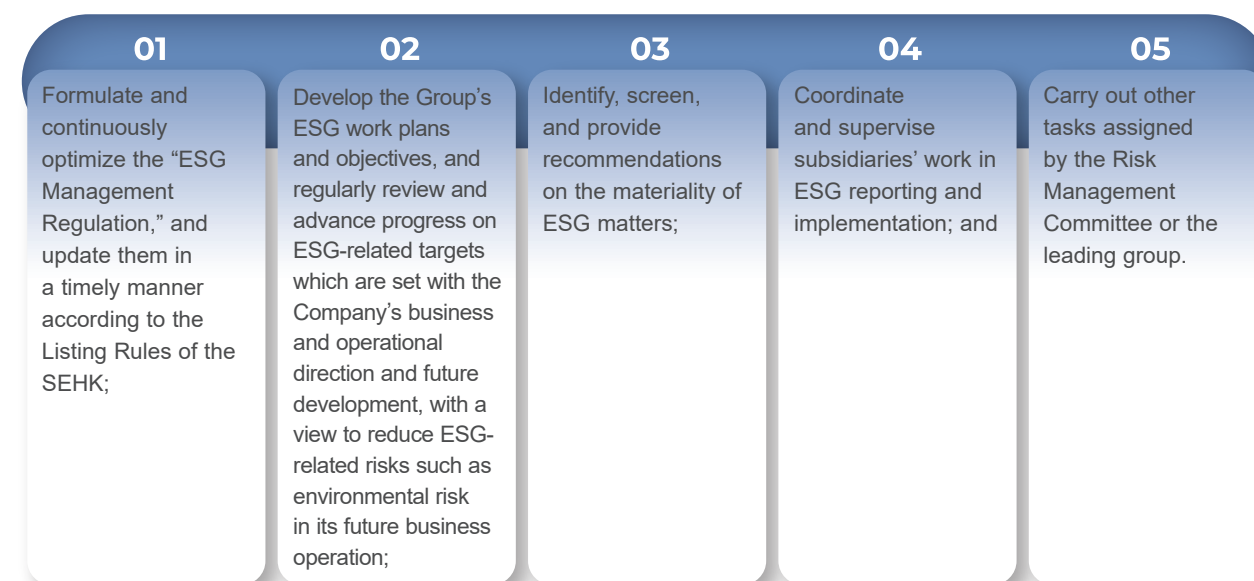 01
Formulate and
continuously
optimize the “ESG
Management
Regulation,” and
update them in
a timely manner
according to the
Listing Rules of the
SEHK;
02
Develop the Group’s
ESG work plans
and objectives, and
regularly review and
advance progress on
ESG-related targets
which are set with the
Company’s business
and operational
direction and future
development, with a
view to reduce ESG-
related risks such as
environmental risk
in its future business
operation;
03
Identify, screen,
and provide
recommendations
on the materiality of
ESG matters;
04
Coordinate
and supervise
subsidiaries’ work in
ESG reporting and
implementation; and
05
Carry out other
tasks assigned
by the Risk
Management
Committee or the
leading group.